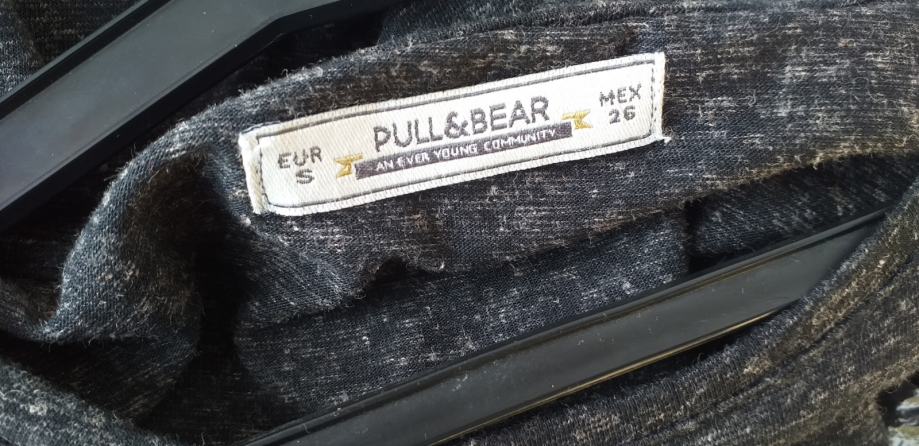 PULL&BEAR
AN EVER YOUNG COMMUNITY
EUR
S
MEX
26